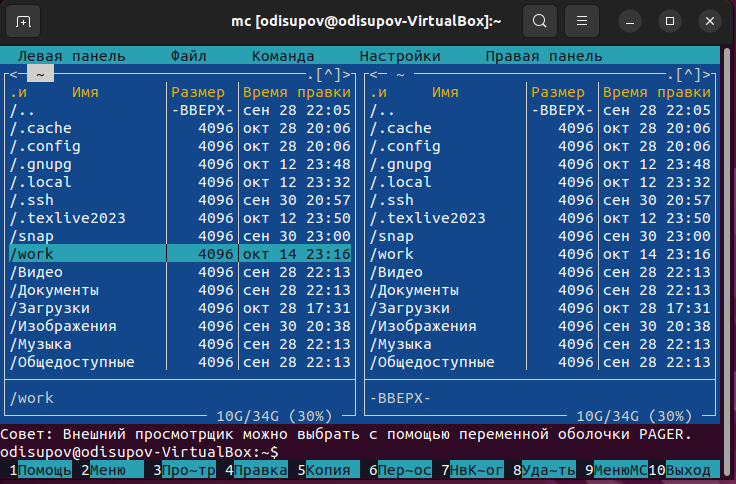 mc [odisupov@odisupov-VirtualBox]:~
Левая панель Файл Команда Настройки Правая панель
<- ~ .[^]> <- ~ .[^]>
.и Имя Размер Время правки .и Имя Размер Время правки
/.. -ВВЕРХ- сен 28 22:05 /.. -ВВЕРХ- сен 28 22:05
/.cache 4096 окт 28 20:06 /.cache 4096 окт 28 20:06
/.config 4096 окт 28 20:06 /.config 4096 окт 28 20:06
/.gnupg 4096 окт 12 23:48 /.gnupg 4096 окт 12 23:48
/.local 4096 окт 12 23:32 /.local 4096 окт 12 23:32
/.ssh 4096 сен 30 20:57 /.ssh 4096 сен 30 20:57
/.texlive2023 4096 окт 12 23:50 /.texlive2023 4096 окт 12 23:50
/snap 4096 сен 30 23:00 /snap 4096 сен 30 23:00
/work 4096 окт 14 23:16 /work 4096 окт 14 23:16
/Видео 4096 сен 28 22:13 /Видео 4096 сен 28 22:13
/Документы 4096 сен 28 22:13 /Документы 4096 сен 28 22:13
/Загрузки 4096 окт 28 17:31 /Загрузки 4096 окт 28 17:31
/Изображения 4096 сен 30 20:38 /Изображения 4096 сен 30 20:38
/Музыка 4096 сен 28 22:13 /Музыка 4096 сен 28 22:13
/Общедоступные 4096 сен 28 22:13 /Общедоступные 4096 сен 28 22:13
/work -ВВЕРХ-
10G/34G (30%) 10G/34G (30%)
Совет: Внешний просмотрщик можно выбрать с помощью переменной оболочки PAGER.
odisupov@odisupov-VirtualBox:~$
1Помощь 2Меню 3Про~тр 4Правка 5Копия 6Пер~ос 7НвК~ог 8Уда~ть 9МенюМС 10Выход